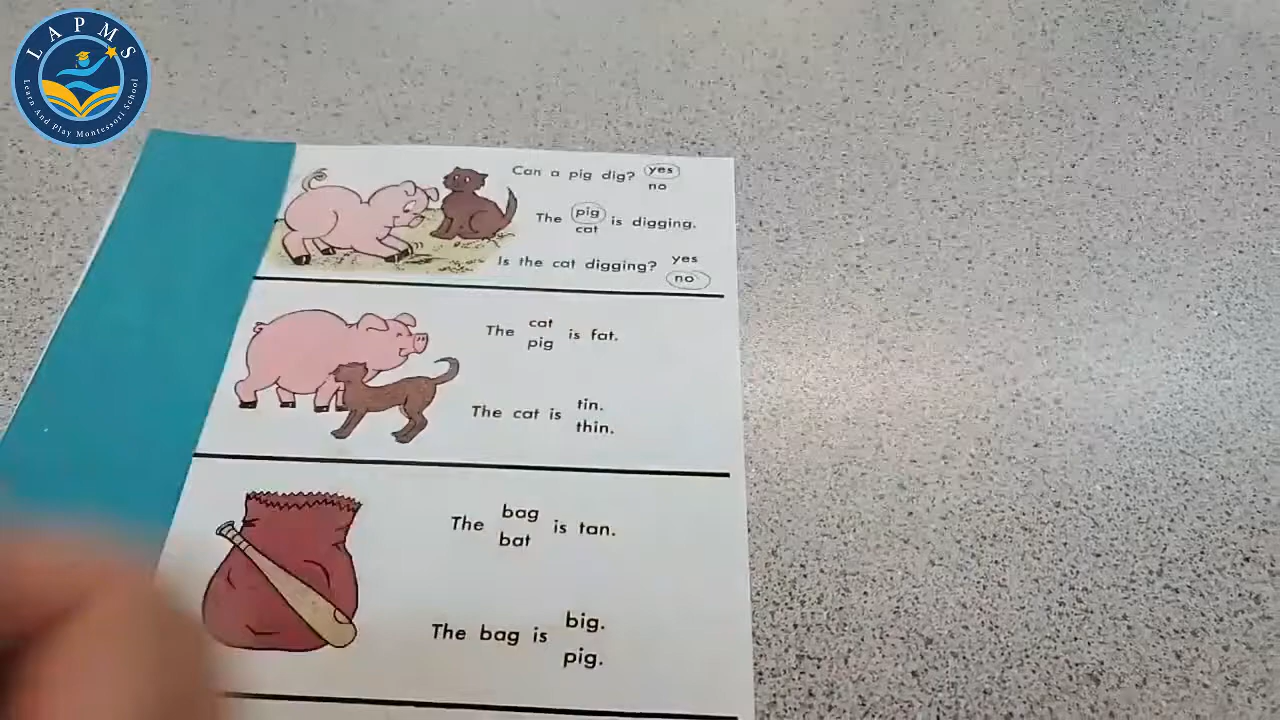 LAPMS
Learn And Play Montessori School
Can a pig dig? yes
no
The pig is digging.
cat
Is the cat digging? yes
no
The cat is fat.
pig
The cat is tin.
thin.
The bag is tan.
bat
The bag is big.
pig.